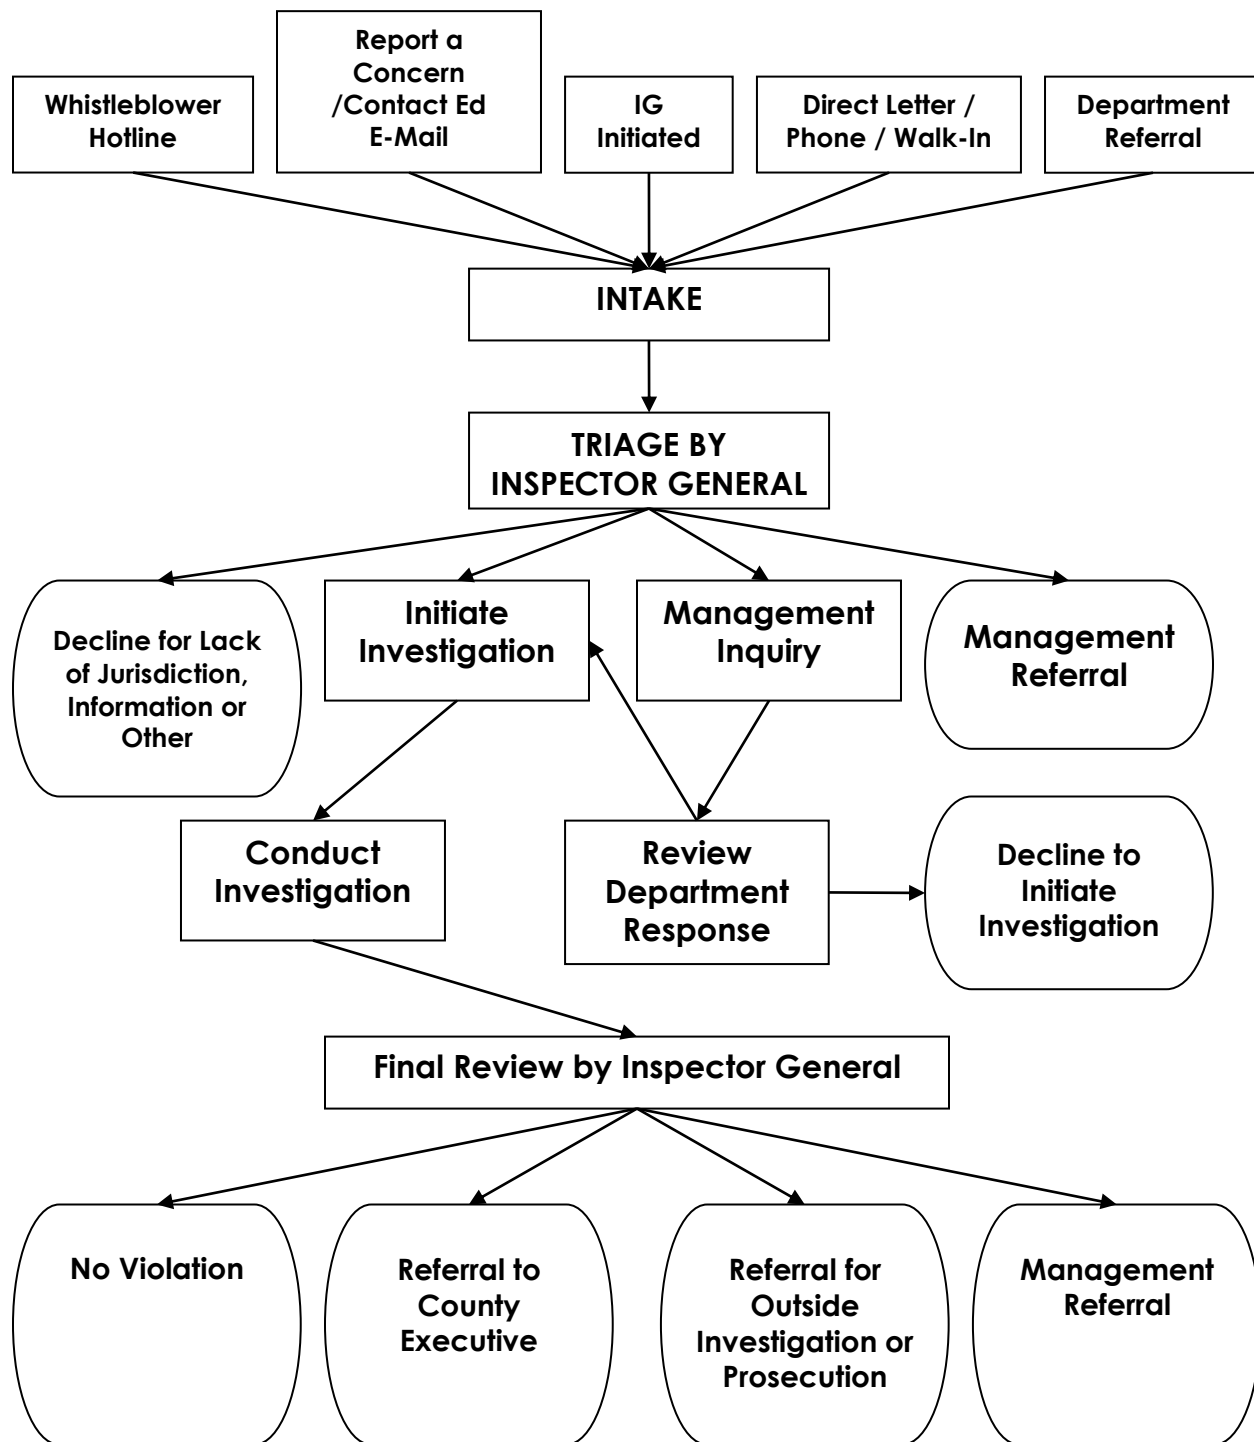 Whistleblower
Hotline
Report a
Concern
/Contact Ed
E-Mail
IG
Initiated
Direct Letter /
Phone / Walk-In
Department
Referral
INTAKE
TRIAGE BY
INSPECTOR GENERAL
Decline for Lack
of Jurisdiction,
Information or
Other
Initiate
Investigation
Management
Inquiry
Management
Referral
Conduct
Investigation
Review
Department
Response
Decline to
Initiate
Investigation
Final Review by Inspector General
No Violation
Referral to
County
Executive
Referral for
Outside
Investigation or
Prosecution
Management
Referral